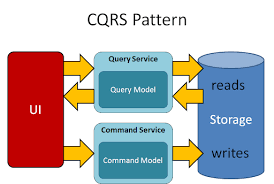 CQRS Pattern
Query Service
Query Model
UI
reads
Storage
writes
Command Service
Command Model